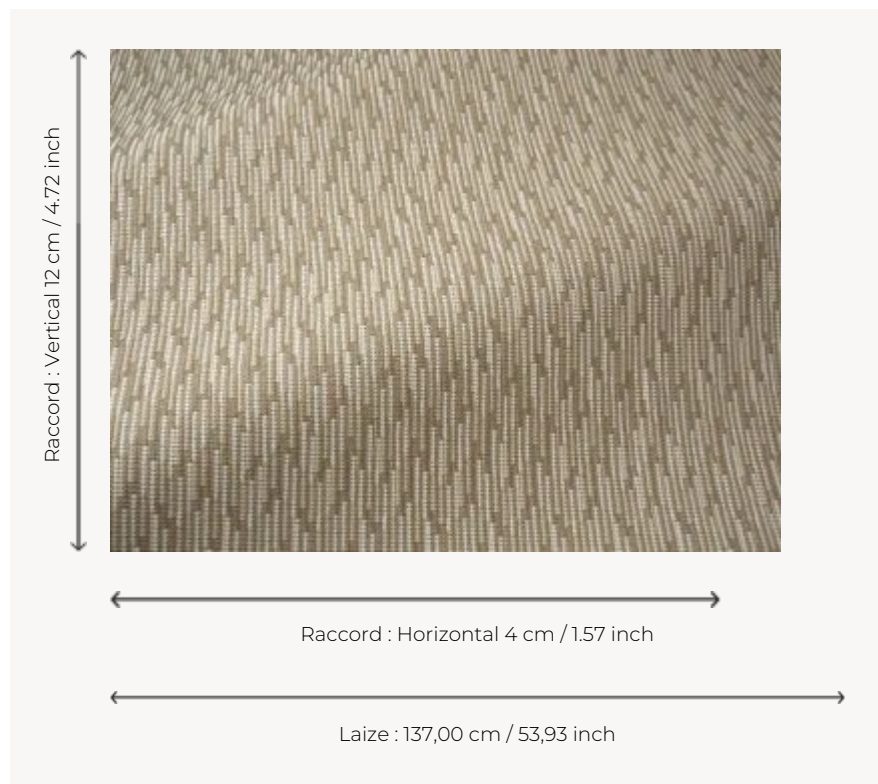 Raccord : Vertical 12 cm / 4.72 inch
Raccord : Horizontal 4 cm / 1.57 inch
Laize : 137,00 cm / 53,93 inch